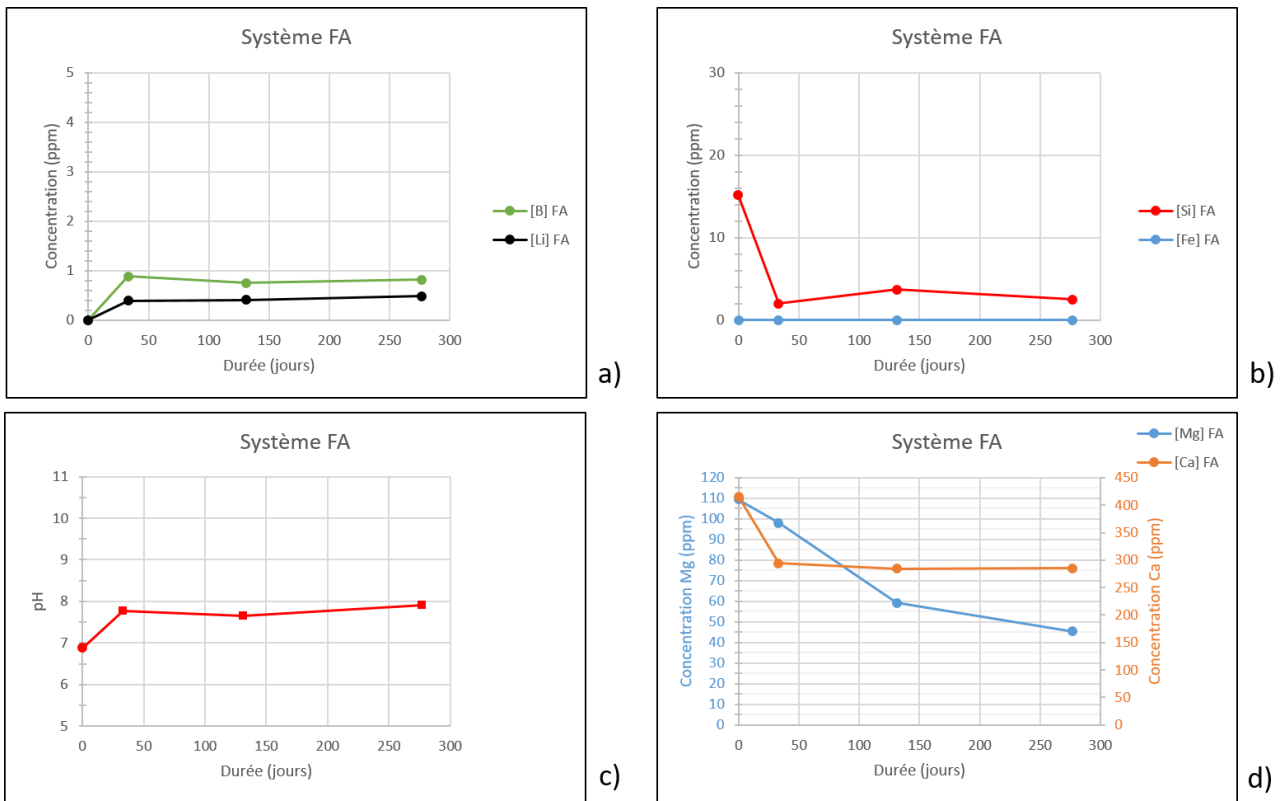 Système FA
5
4
3
2
1
0
Concentration (ppm)
0 50 100 150 200 250 300
Durée (jours)
[B] FA
[Li] FA
a)
Système FA
30
20
10
0
Concentration (ppm)
0 50 100 150 200 250 300
Durée (jours)
[Si] FA
[Fe] FA
b)
Système FA
11
10
9
8
7
6
5
pH
0 50 100 150 200 250 300
Durée (jours)
c)
Système FA
[Mg] FA
[Ca] FA
120
110
100
90
80
70
60
50
40
30
20
10
0
Concentration Mg (ppm)
450
400
350
300
250
200
150
100
50
0
Concentration Ca (ppm)
0 50 100 150 200 250 300
Durée (jours)
d)